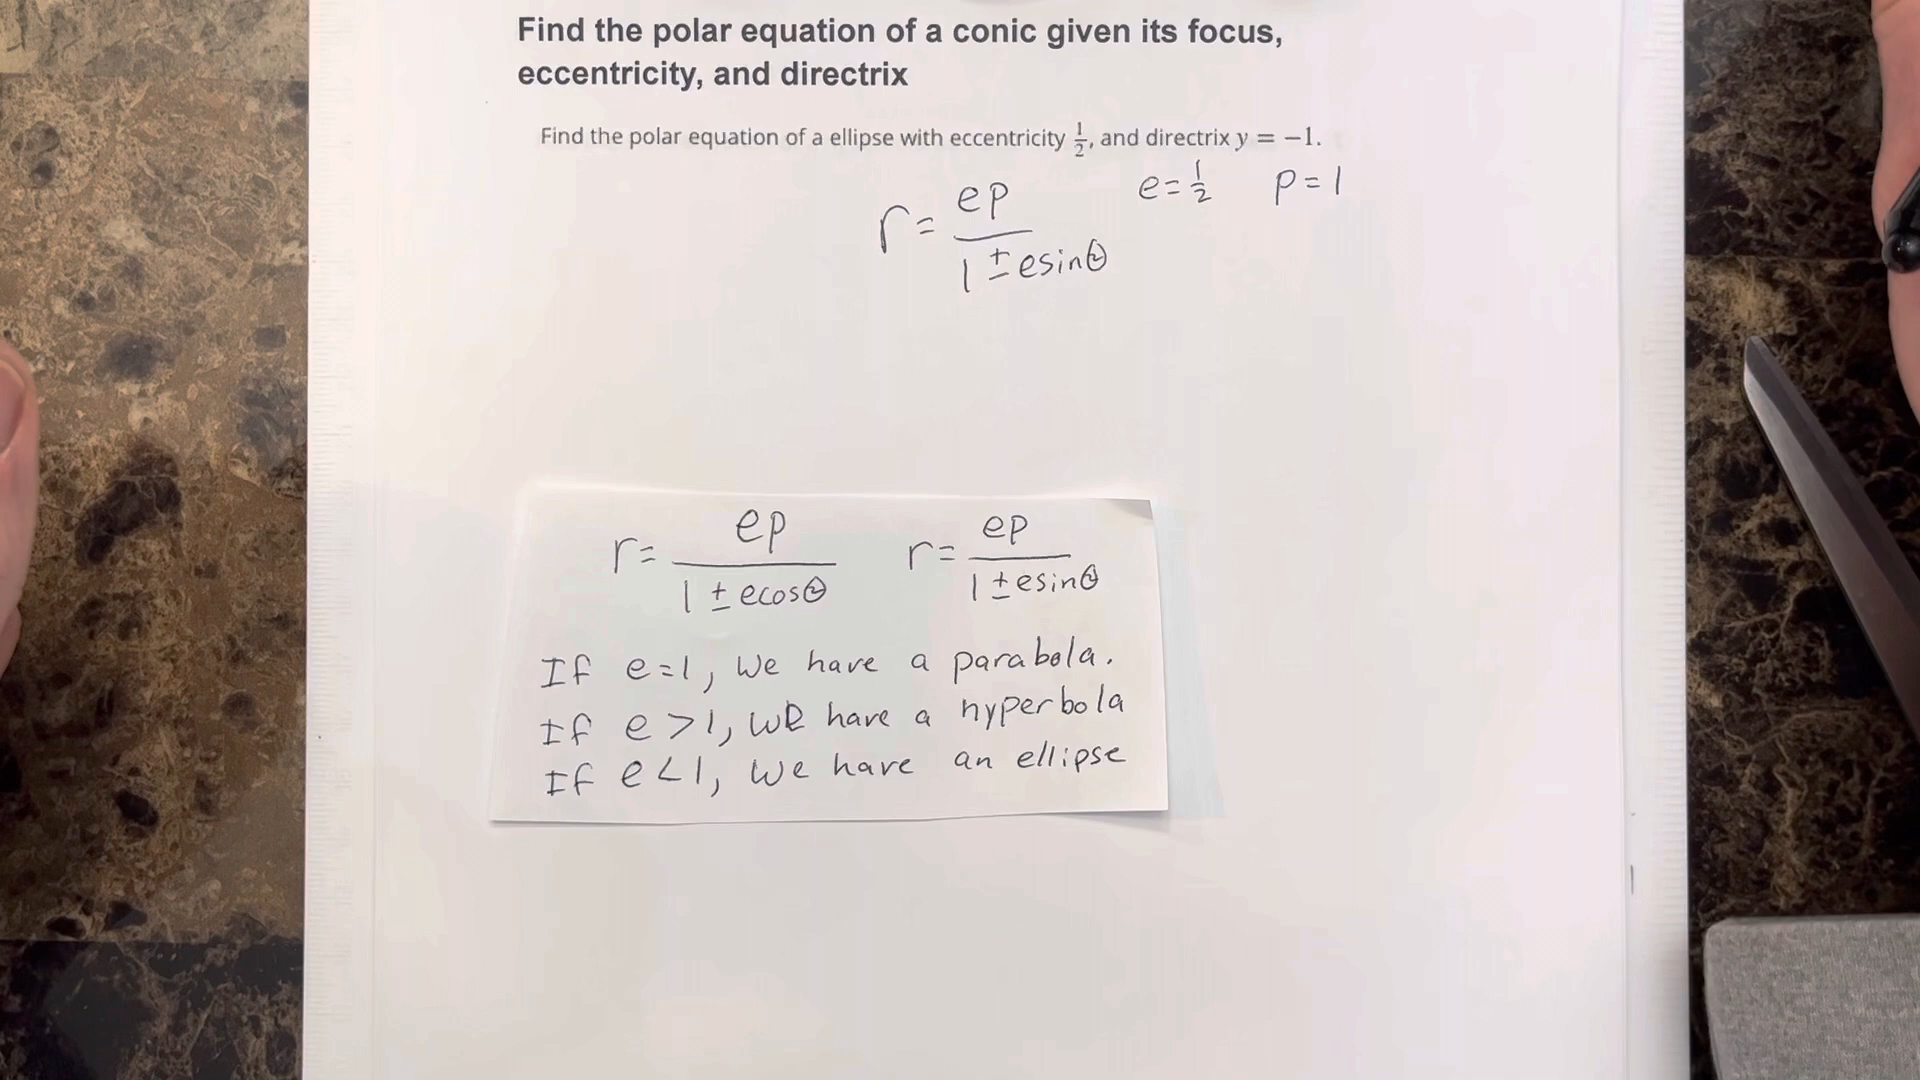 Find the polar equation of a conic given its focus,
eccentricity, and directrix
Find the polar equation of a ellipse with eccentricity 1/2, and directrix y = −1.
r = ep / 1 ± esinθ e = 1/2 p = 1
r = ep / 1 ± ecosθ r = ep / 1 ± esinθ
If e=1, we have a parabola.
If e >1, we have a hyperbola
If e<1, we have an ellipse